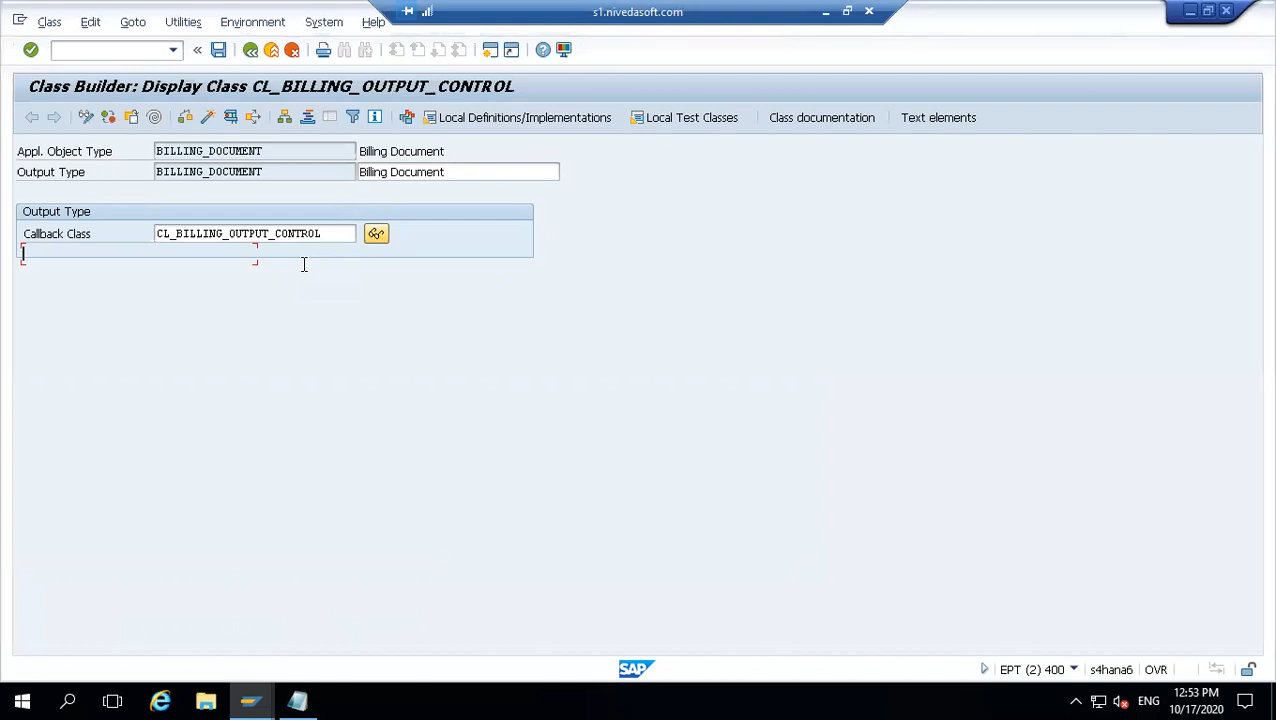 s1.nivedasoft.com
Class Edit Goto Utilities Environment System Help
Class Builder: Display Class CL_BILLING_OUTPUT_CONTROL
Local Definitions/Implementations Local Test Classes Class documentation Text elements
Appl. Object Type BILLING_DOCUMENT Billing Document
Output Type BILLING_DOCUMENT Billing Document
Output Type
Callback Class CL_BILLING_OUTPUT_CONTROL
SAP EPT (2) 400 s4hana6 OVR
ENG 12:53 PM
10/17/2020